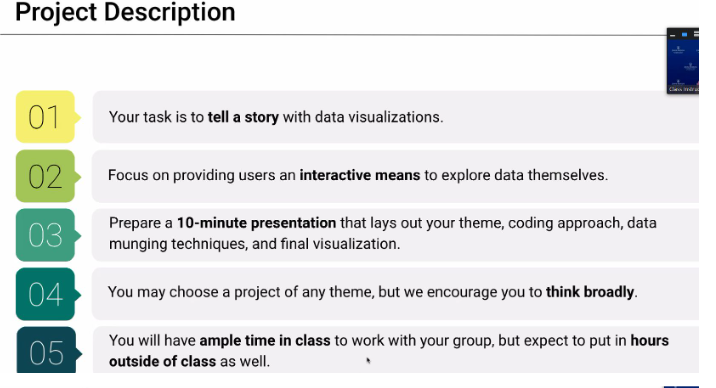 Project Description
01
Your task is to tell a story with data visualizations.
02
Focus on providing users an interactive means to explore data themselves.
03
Prepare a 10-minute presentation that lays out your theme, coding approach, data
munging techniques, and final visualization.
04
You may choose a project of any theme, but we encourage you to think broadly.
05
You will have ample time in class to work with your group, but expect to put in hours
outside of class as well.